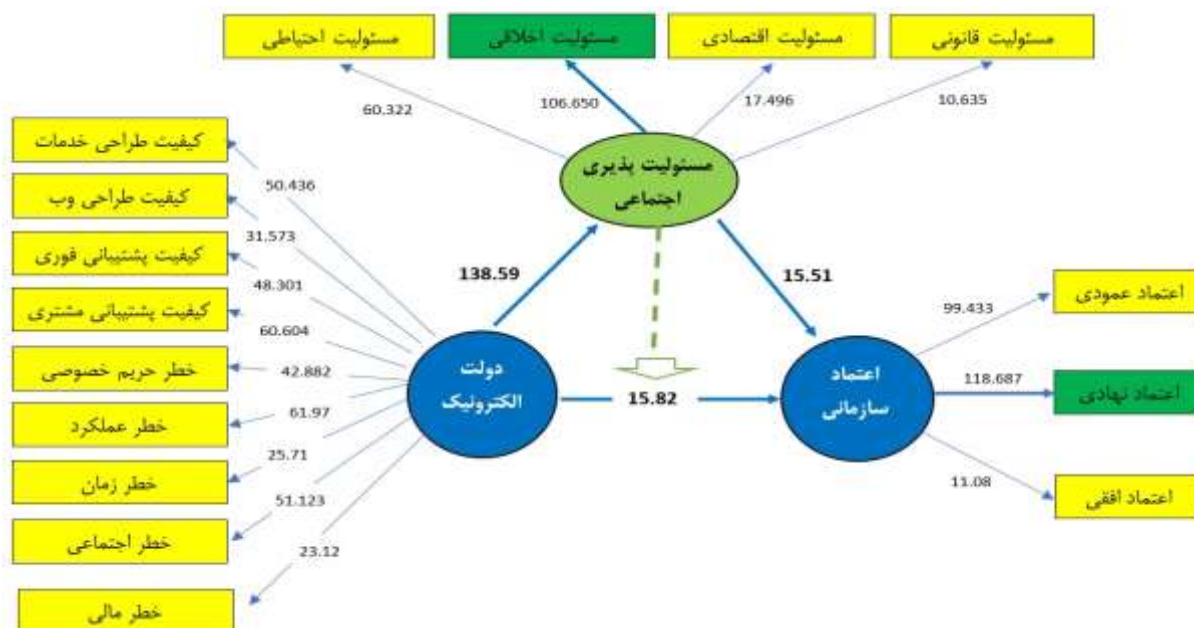 مسئولیت قانونی
مسئولیت اقتصادی
مسئولیت اخلاقی
مسئولیت احتیاطی
10.635
17.496
106.650
60.322
مسئولیت پذیری
اجتماعی
کیفیت طراحی خدمات
کیفیت طراحی وب
کیفیت پشتیبانی فوری
کیفیت پشتیبانی مشتری
خطر حریم خصوصی
خطر عملکرد
خطر زمان
خطر اجتماعی
خطر مالی
50.436
31.573
48.301
60.604
42.882
61.97
25.71
51.123
23.12
دولت
الکترونیک
138.59
15.82
15.51
اعتماد
سازمانی
99.433
118.687
11.08
اعتماد عمودی
اعتماد نهادی
اعتماد افقی